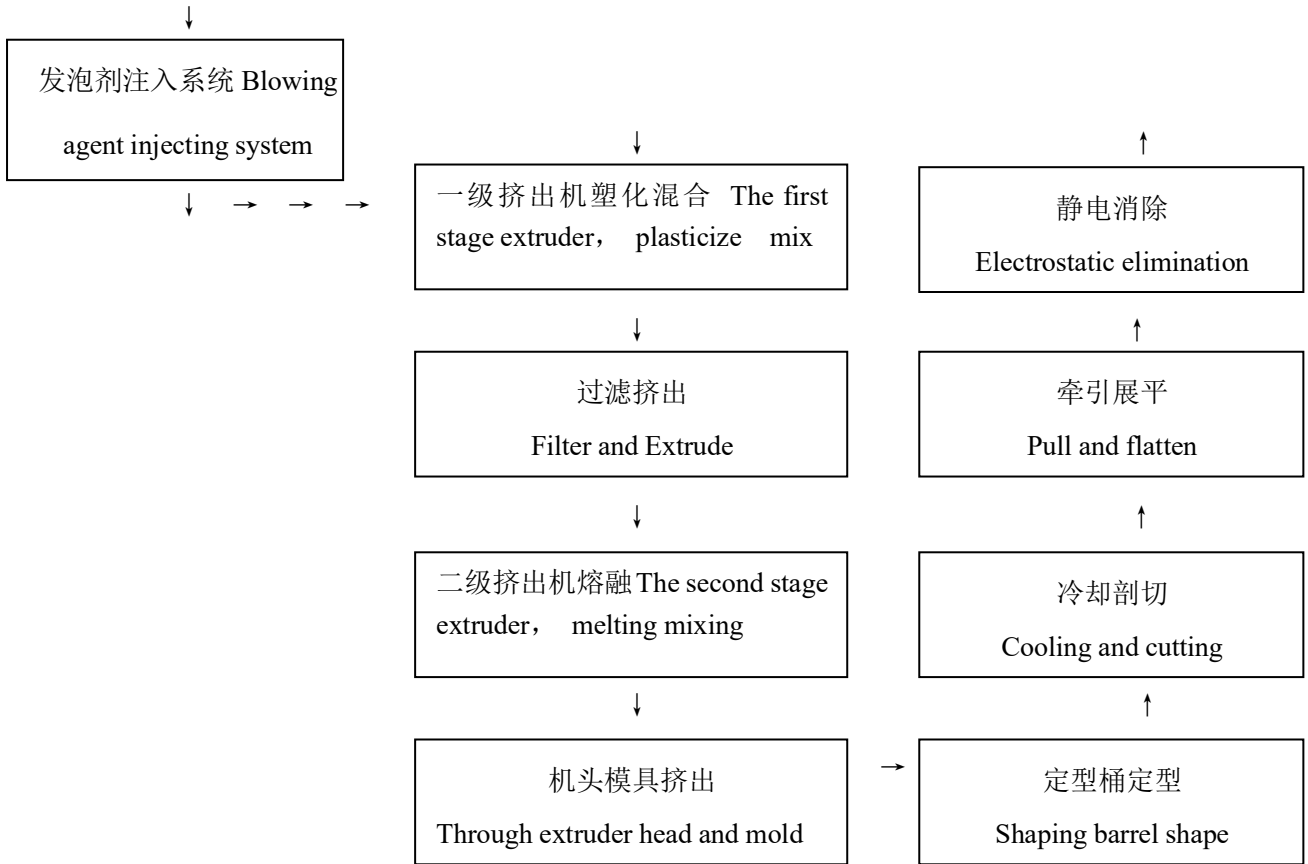 ↓
发泡剂注入系统 Blowing
agent injecting system
↓ → → →
↓
一级挤出机塑化混合 The first
stage extruder， plasticize mix
↓
过滤挤出
Filter and Extrude
↓
二级挤出机熔融 The second stage
extruder， melting mixing
↓
机头模具挤出
Through extruder head and mold
→
定型桶定型
Shaping barrel shape
↑
冷却剖切
Cooling and cutting
↑
牵引展平
Pull and flatten
↑
静电消除
Electrostatic elimination
↑